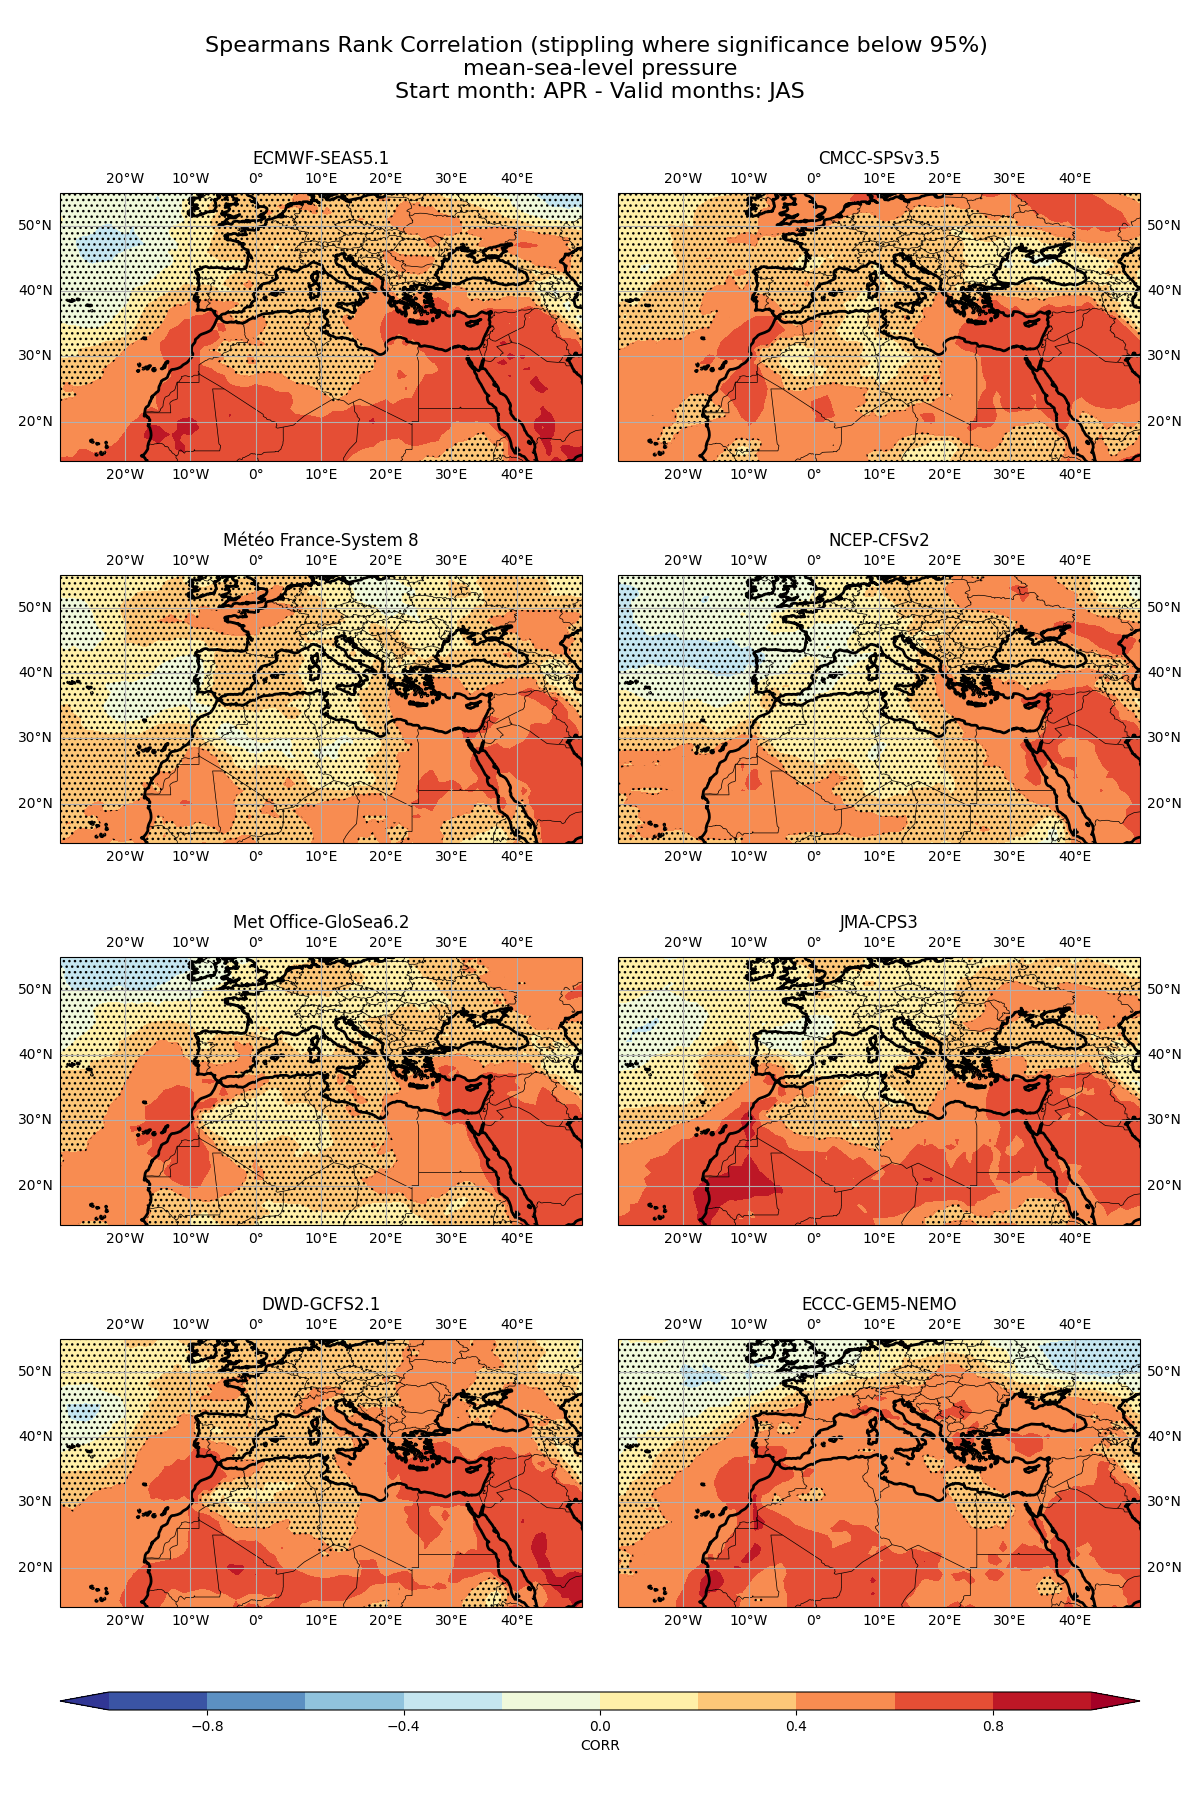 Spearmans Rank Correlation (stippling where significance below 95%)
mean-sea-level pressure
Start month: APR - Valid months: JAS
ECMWF-SEAS5.1
20°W 10°W 0° 10°E 20°E 30°E 40°E
50°N
40°N
30°N
20°N
20°W 10°W 0° 10°E 20°E 30°E 40°E
CMCC-SPSv3.5
20°W 10°W 0° 10°E 20°E 30°E 40°E
50°N
40°N
30°N
20°N
20°W 10°W 0° 10°E 20°E 30°E 40°E
Météo France-System 8
20°W 10°W 0° 10°E 20°E 30°E 40°E
50°N
40°N
30°N
20°N
20°W 10°W 0° 10°E 20°E 30°E 40°E
NCEP-CFSv2
20°W 10°W 0° 10°E 20°E 30°E 40°E
50°N
40°N
30°N
20°N
20°W 10°W 0° 10°E 20°E 30°E 40°E
Met Office-GloSea6.2
20°W 10°W 0° 10°E 20°E 30°E 40°E
50°N
40°N
30°N
20°N
20°W 10°W 0° 10°E 20°E 30°E 40°E
JMA-CPS3
20°W 10°W 0° 10°E 20°E 30°E 40°E
50°N
40°N
30°N
20°N
20°W 10°W 0° 10°E 20°E 30°E 40°E
DWD-GCFS2.1
20°W 10°W 0° 10°E 20°E 30°E 40°E
50°N
40°N
30°N
20°N
20°W 10°W 0° 10°E 20°E 30°E 40°E
ECCC-GEM5-NEMO
20°W 10°W 0° 10°E 20°E 30°E 40°E
50°N
40°N
30°N
20°N
20°W 10°W 0° 10°E 20°E 30°E 40°E
−0.8 −0.4 0.0 0.4 0.8
CORR